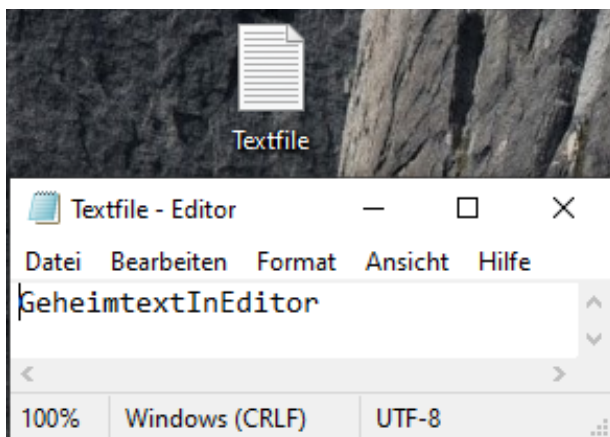 Textfile
Textfile - Editor
Datei Bearbeiten Format Ansicht Hilfe
GeheimtextInEditor
100% Windows (CRLF) UTF-8